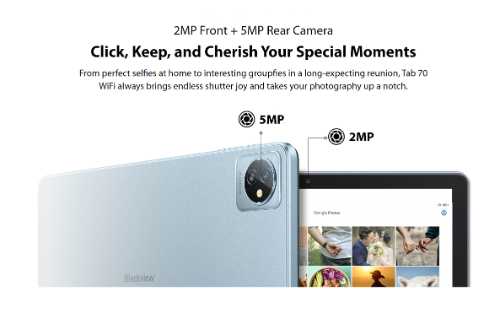 2MP Front + 5MP Rear Camera
Click, Keep, and Cherish Your Special Moments
From perfect selfies at home to interesting groupfies in a long-expecting reunion, Tab 70
WiFi always brings endless shutter joy and takes your photography up a notch.
5MP
2MP
Google Photos
Blackview